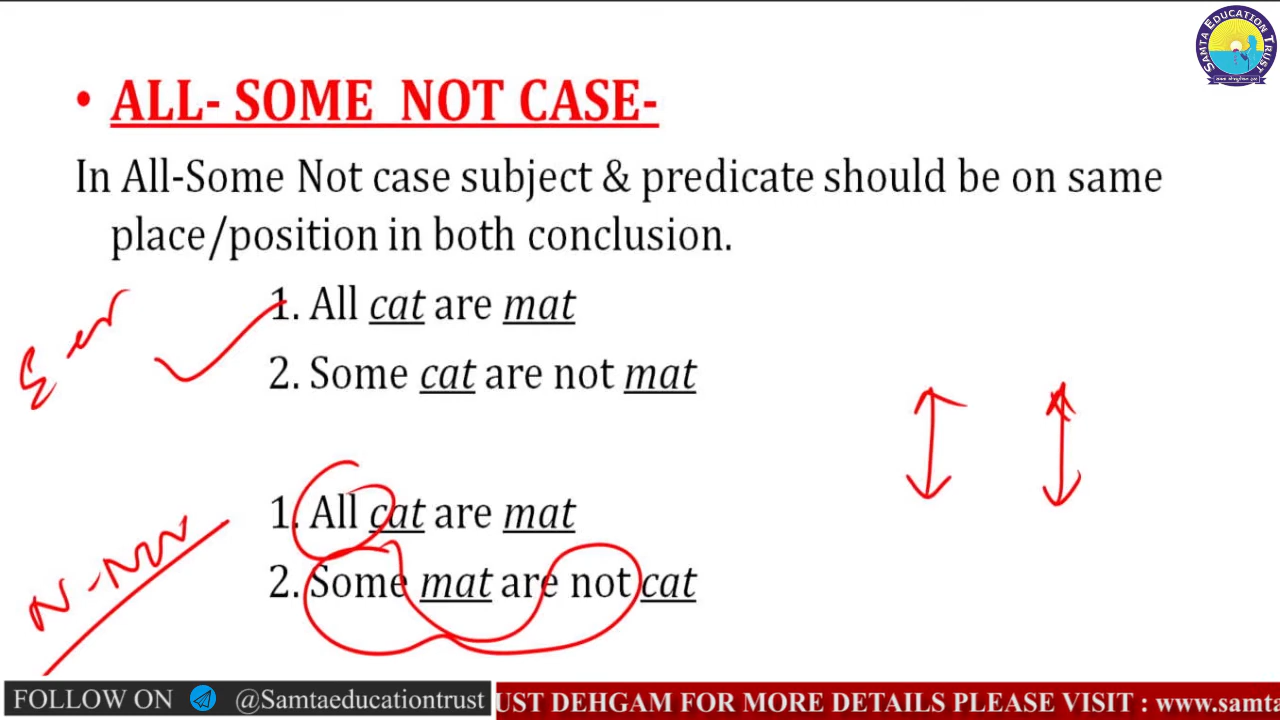 SAMTA EDUCATION TRUST
• ALL- SOME NOT CASE-
In All-Some Not case subject & predicate should be on same
place/position in both conclusion.
1. All cat are mat
2. Some cat are not mat
1. All cat are mat
2. Some mat are not cat
N-NW
FOLLOW ON @Samtaeducationtrust UST DEHGAM FOR MORE DETAILS PLEASE VISIT : www.samta